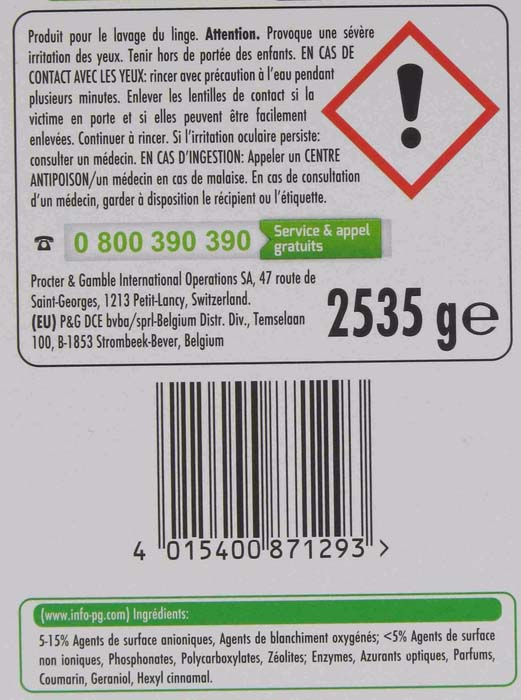 Produit pour le lavage du linge. Attention. Provoque une sévère
irritation des yeux. Tenir hors de portée des enfants. EN CAS DE
CONTACT AVEC LES YEUX: rincer avec précaution à l'eau pendant
plusieurs minutes. Enlever les lentilles de contact si la
victime en porte et si elles peuvent être facilement
enlevées. Continuer à rincer. Si l'irritation oculaire persiste:
consulter un médecin. EN CAS D'INGESTION: Appeler un CENTRE
ANTIPOISON/un médecin en cas de malaise. En cas de consultation
d'un médecin, garder à disposition le récipient ou l'étiquette.
0 800 390 390
Service & appel
gratuits
Procter & Gamble International Operations SA, 47 route de
Saint-Georges, 1213 Petit-Lancy, Switzerland.
(EU) P&G DCE bvba/sprl-Belgium Distr. Div., Temselaan
100, B-1853 Strombeek-Bever, Belgium
2535 g e
4 015400 871293 >
(www.info-pg.com) Ingrédients:
5-15% Agents de surface anioniques, Agents de blanchiment oxygénés; <5% Agents de surface
non ioniques, Phosphonates, Polycarboxylates, Zéolites; Enzymes, Azurants optiques, Parfums,
Coumarin, Geraniol, Hexyl cinnamal.